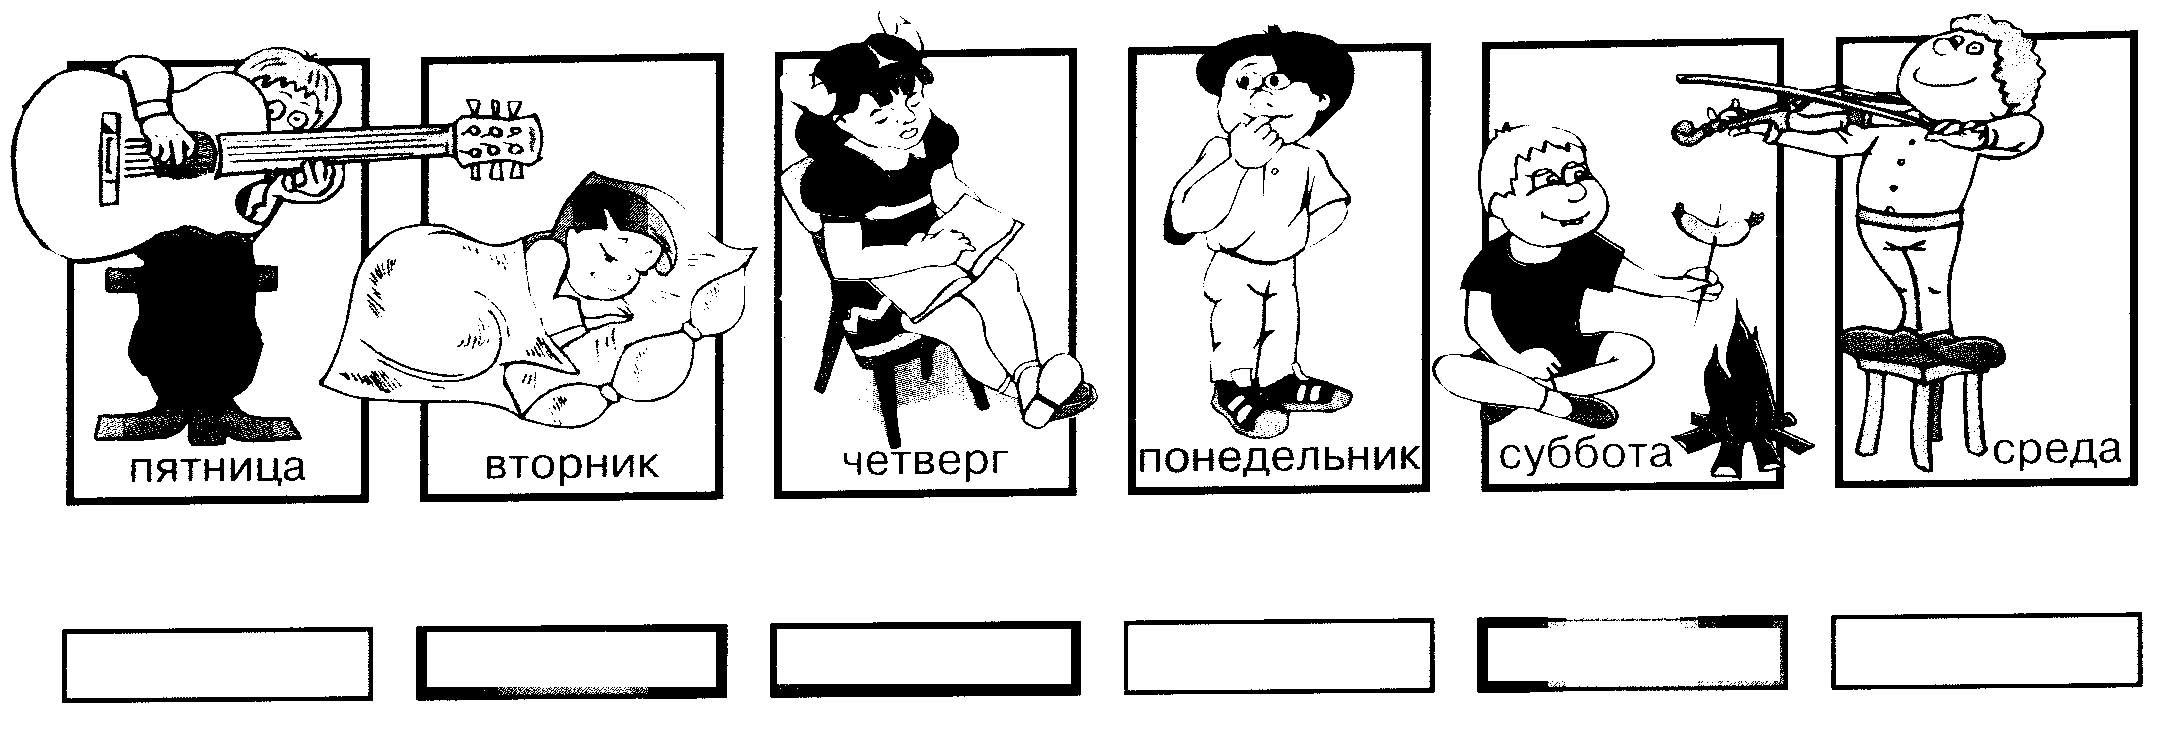 пятница
вторник
четверг
понедельник
суббота
среда